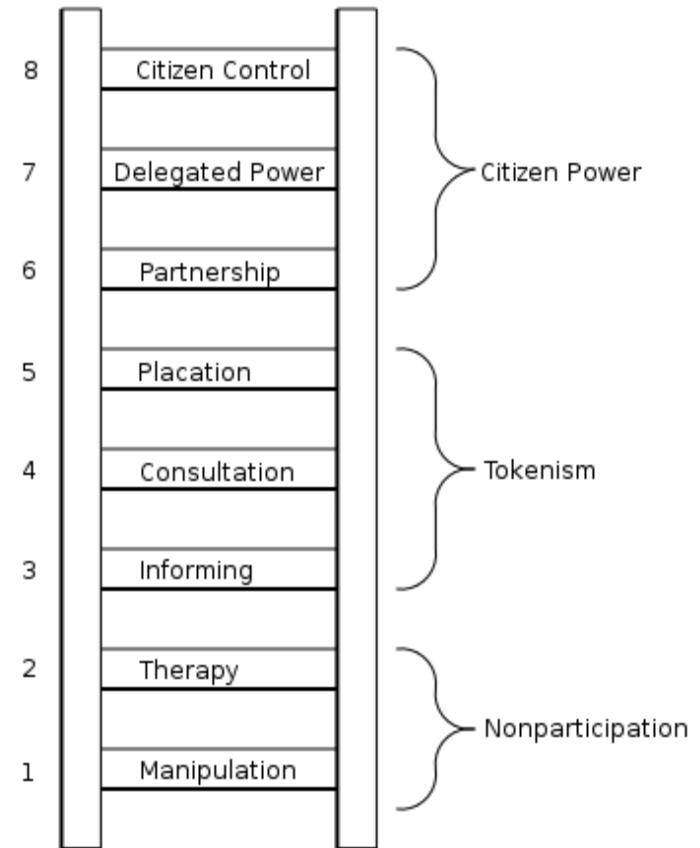 8 Citizen Control
7 Delegated Power
Citizen Power
6 Partnership
5 Placation
4 Consultation
Tokenism
3 Informing
2 Therapy
Nonparticipation
1 Manipulation